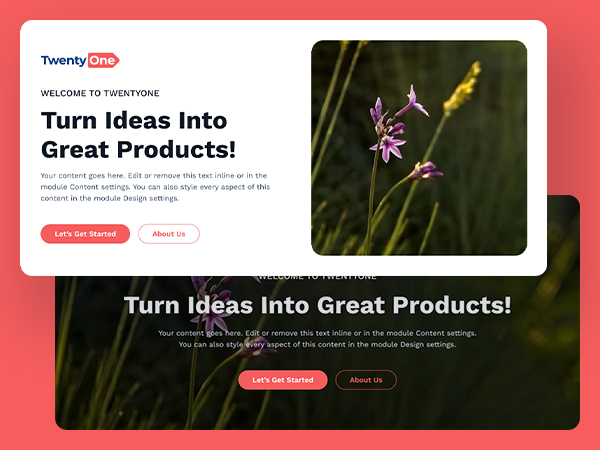 TwentyOne
WELCOME TO TWENTYONE
Turn Ideas Into
Great Products!
Your content goes here. Edit or remove this text inline or in the
module Content settings. You can also style every aspect of this
content in the module Design settings.
Let's Get Started
About Us
WELCOME TO TWENTYONE
Turn Ideas Into Great Products!
Your content goes here. Edit or remove this text inline or in the module Content settings.
You can also style every aspect of this content in the module Design settings.
Let's Get Started
About Us